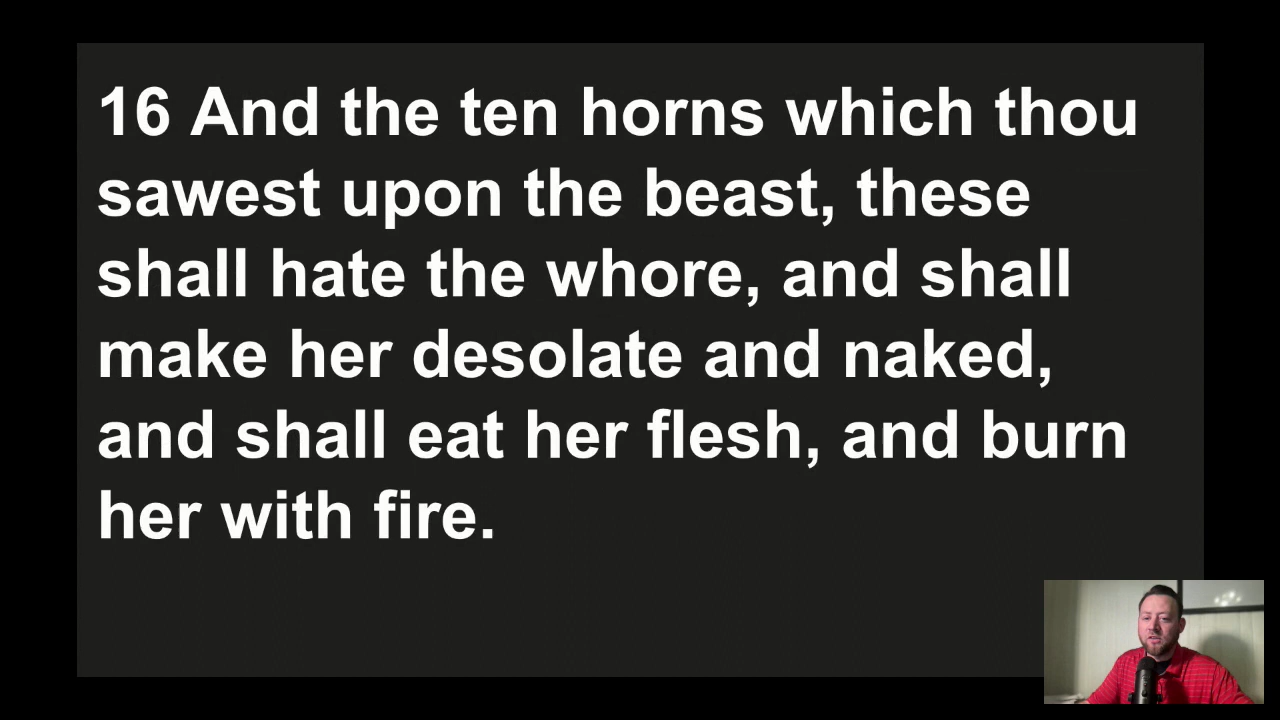 16 And the ten horns which thou
sawest upon the beast, these
shall hate the whore, and shall
make her desolate and naked,
and shall eat her flesh, and burn
her with fire.